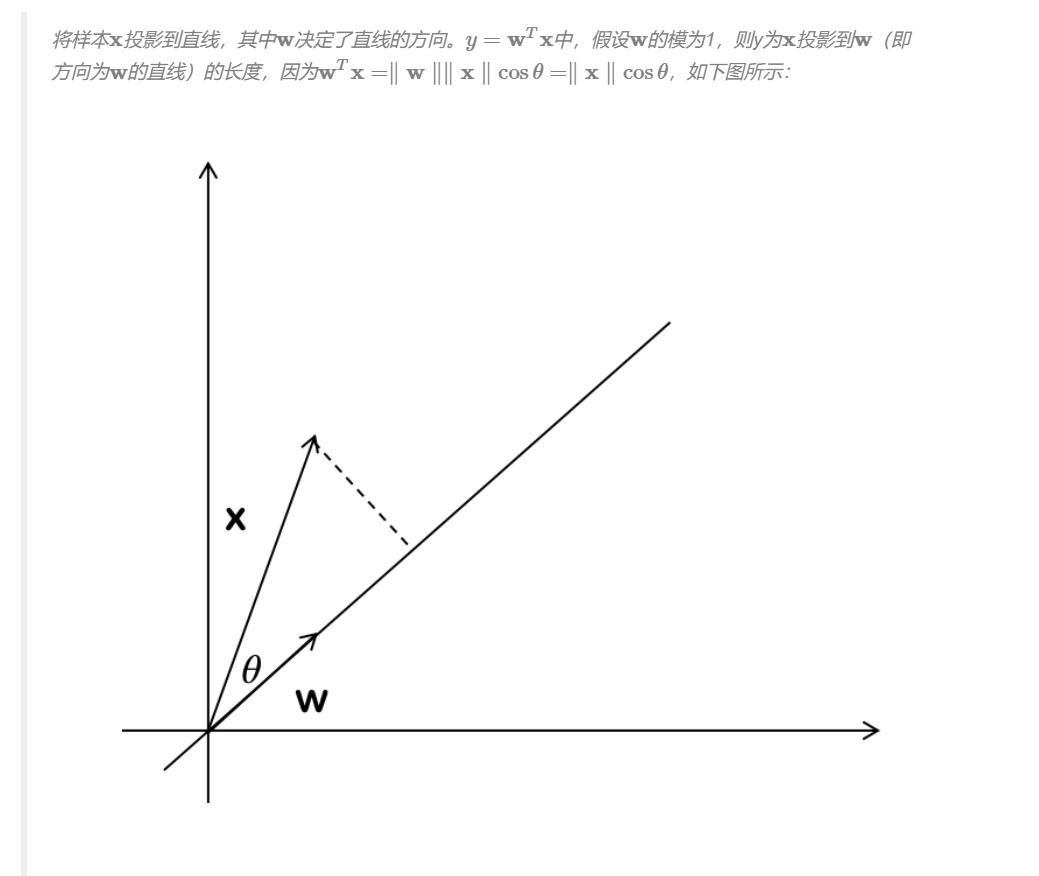 将样本x投影到直线，其中w决定了直线的方向。y = w^T x中，假设w的模为1，则y为x投影到w（即
方向为w的直线）的长度，因为w^T x =‖ w ‖‖ x ‖ cos θ =‖ x ‖ cos θ，如下图所示：
x
θ
w